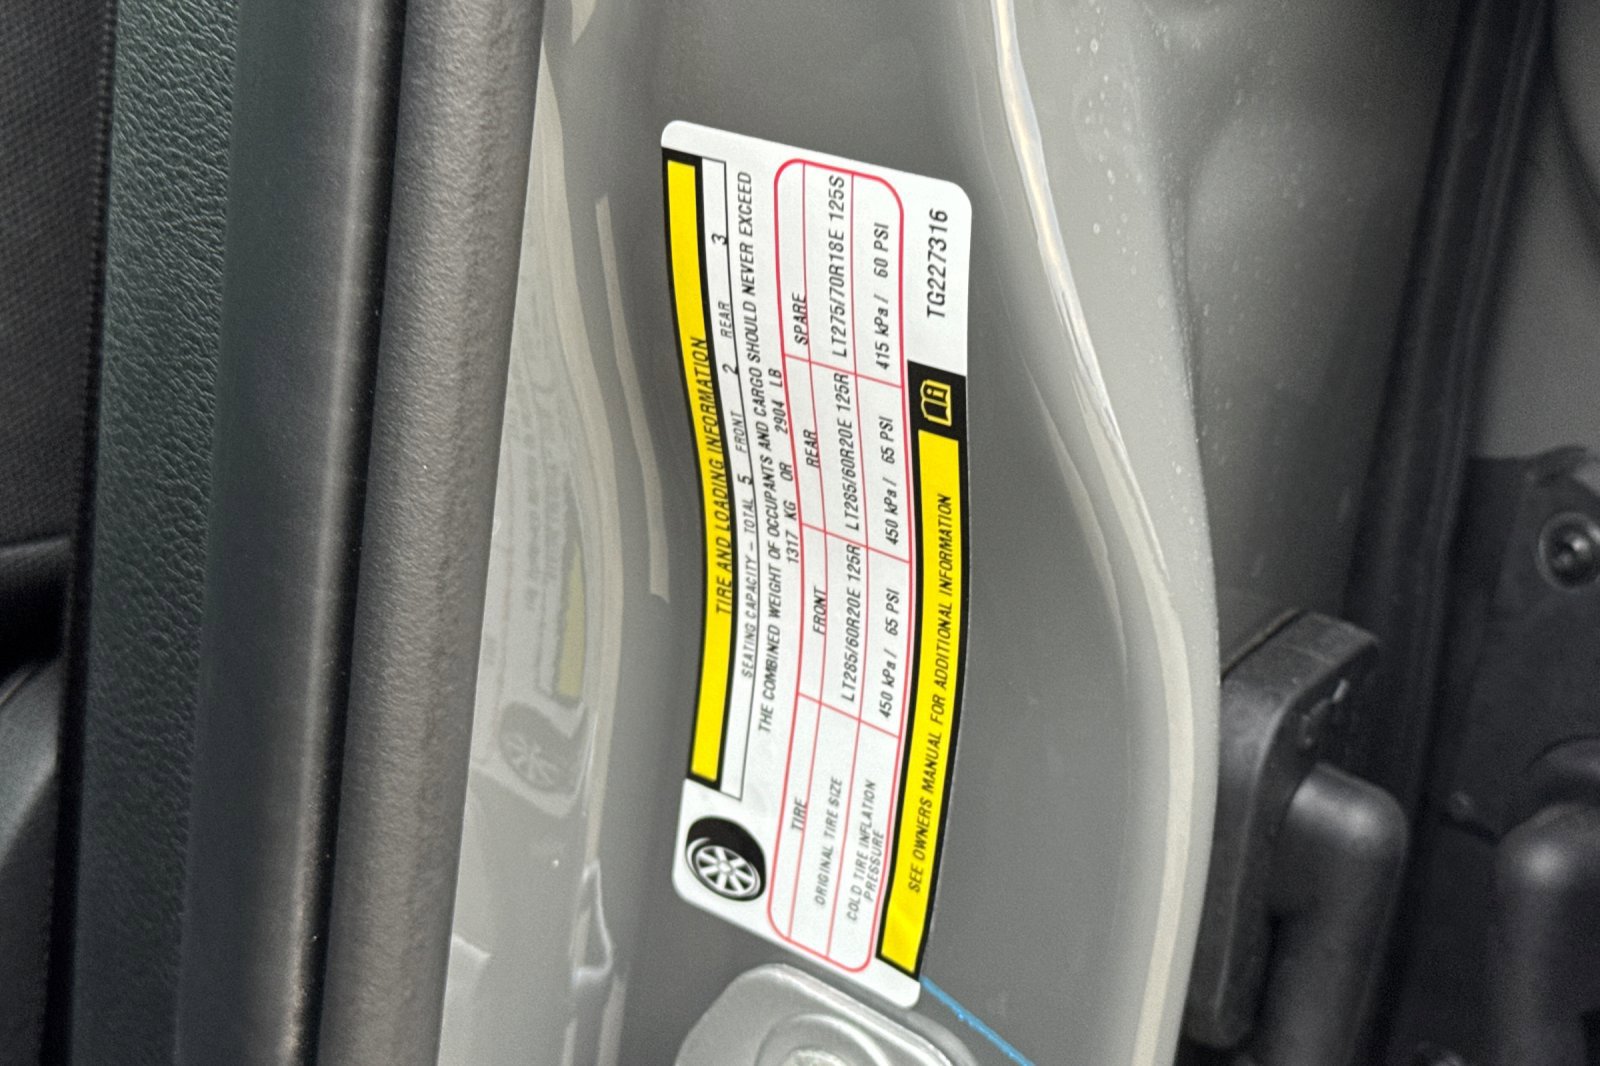 TIRE AND LOADING INFORMATION
SEATING CAPACITY – TOTAL 5 FRONT 2 REAR 3
THE COMBINED WEIGHT OF OCCUPANTS AND CARGO SHOULD NEVER EXCEED
1317 KG OR 2904 LB
TIRE FRONT REAR SPARE
ORIGINAL TIRE SIZE LT285/60R20E 125R LT285/60R20E 125R LT275/70R18E 125S
COLD TIRE INFLATION PRESSURE 450 kPa / 65 PSI 450 kPa / 65 PSI 415 kPa / 60 PSI
SEE OWNERS MANUAL FOR ADDITIONAL INFORMATION
TG227316